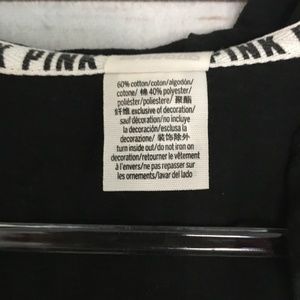 PINK
PINK
60% cotton/coton/algodón/
cotone/ 棉 40% polyester/
poliéster/poliestere/ 聚酯
纤维 exclusive of decoration/
sauf décoration/no incluye
la decoración/esclusa la
decorazione/ 装饰除外
turn inside out/do not iron on
decoration/retourner le vêtement
à l'envers/ne pas repasser sur
les ornements/lavar del lado